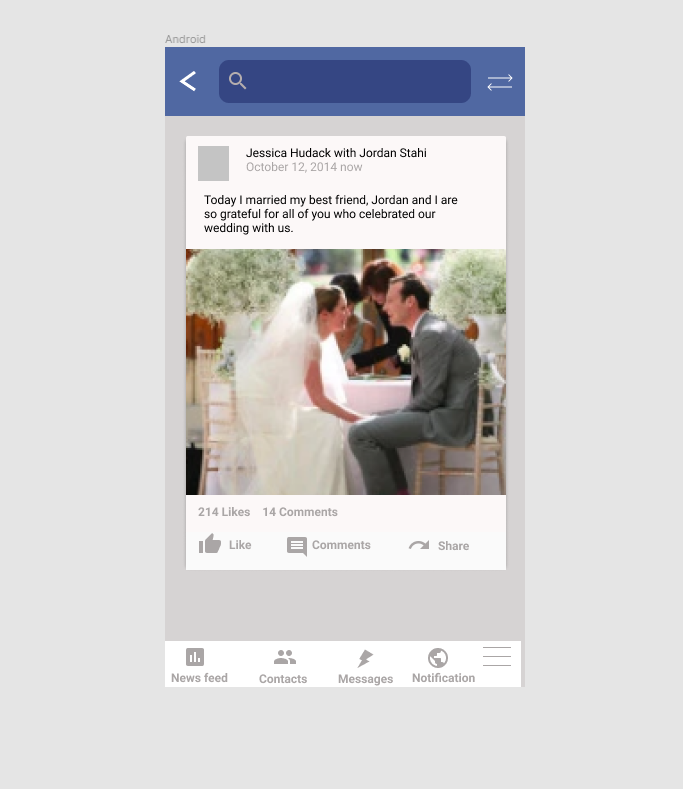 Android
Jessica Hudack with Jordan Stahi
October 12, 2014 now
Today I married my best friend, Jordan and I are
so grateful for all of you who celebrated our
wedding with us.
214 Likes 14 Comments
Like Comments Share
News feed Contacts Messages Notification